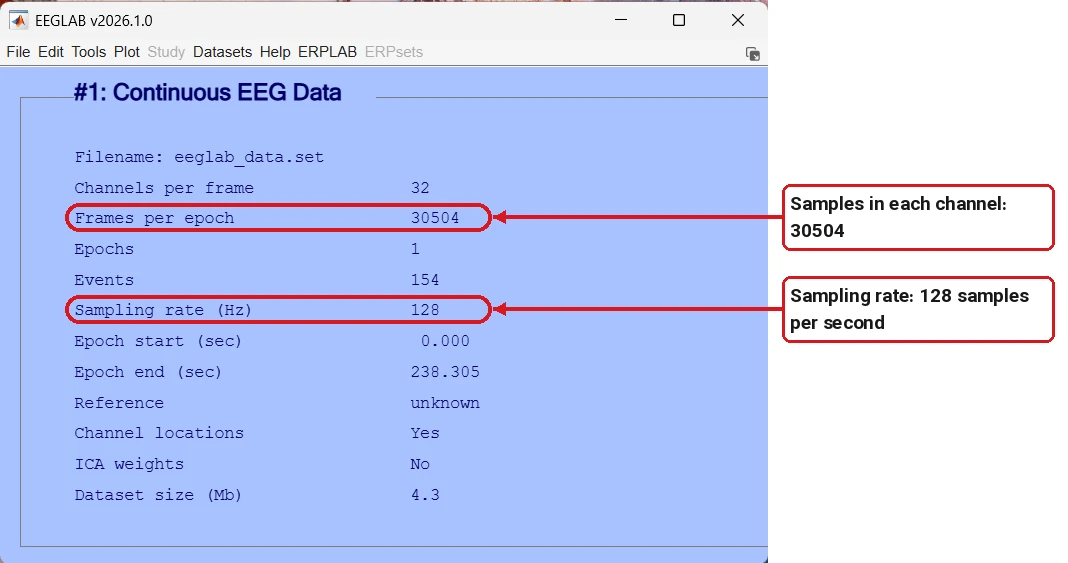 EEGLAB v2026.1.0
File Edit Tools Plot Study Datasets Help ERPLAB ERPsets
#1: Continuous EEG Data
Filename: eeglab_data.set
Channels per frame 32
Frames per epoch 30504
Epochs 1
Events 154
Sampling rate (Hz) 128
Epoch start (sec) 0.000
Epoch end (sec) 238.305
Reference unknown
Channel locations Yes
ICA weights No
Dataset size (Mb) 4.3
Samples in each channel:
30504
Sampling rate: 128 samples
per second